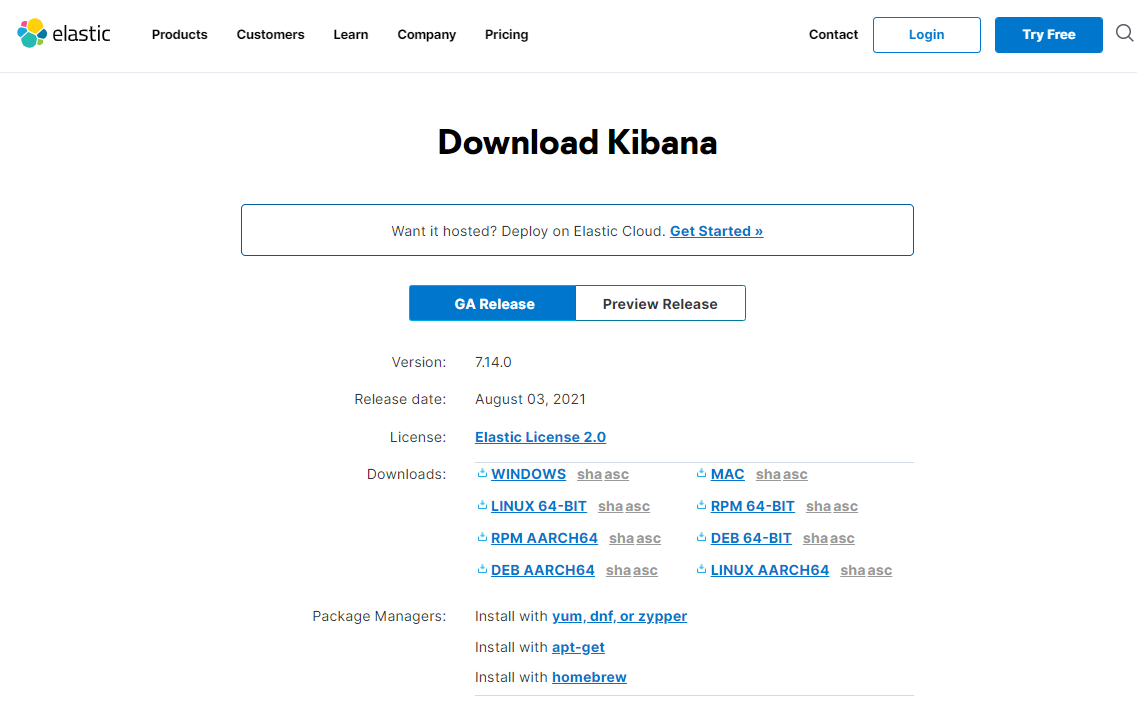 elastic Products Customers Learn Company Pricing Contact Login Try Free
Download Kibana
Want it hosted? Deploy on Elastic Cloud. Get Started »
GA Release Preview Release
Version: 7.14.0
Release date: August 03, 2021
License: Elastic License 2.0
Downloads: WINDOWS sha asc MAC sha asc
LINUX 64-BIT sha asc RPM 64-BIT sha asc
RPM AARCH64 sha asc DEB 64-BIT sha asc
DEB AARCH64 sha asc LINUX AARCH64 sha asc
Package Managers: Install with yum, dnf, or zypper
Install with apt-get
Install with homebrew